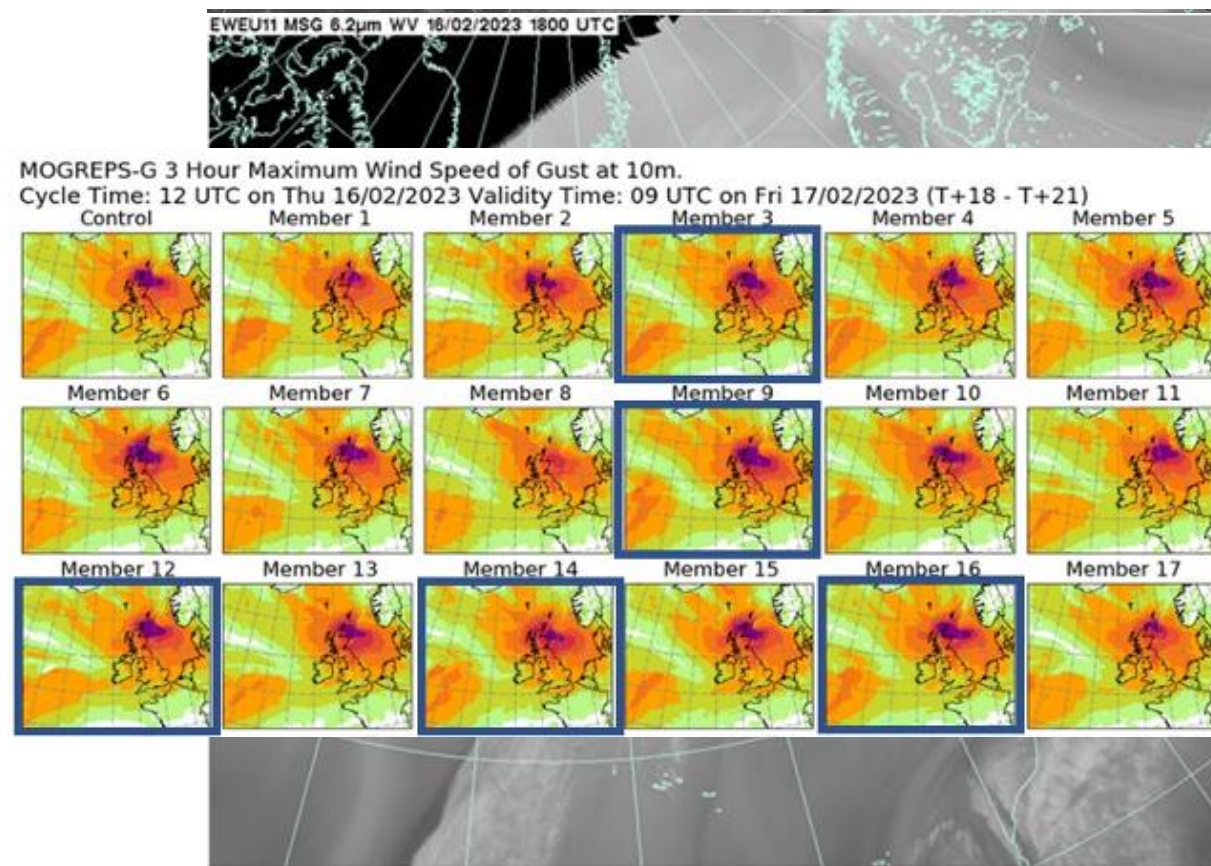 EWEU11 MSG 6.2µm WV 16/02/2023 1800 UTC
MOGREPS-G 3 Hour Maximum Wind Speed of Gust at 10m.
Cycle Time: 12 UTC on Thu 16/02/2023 Validity Time: 09 UTC on Fri 17/02/2023 (T+18 - T+21)
Control Member 1 Member 2 Member 3 Member 4 Member 5
Member 6 Member 7 Member 8 Member 9 Member 10 Member 11
Member 12 Member 13 Member 14 Member 15 Member 16 Member 17